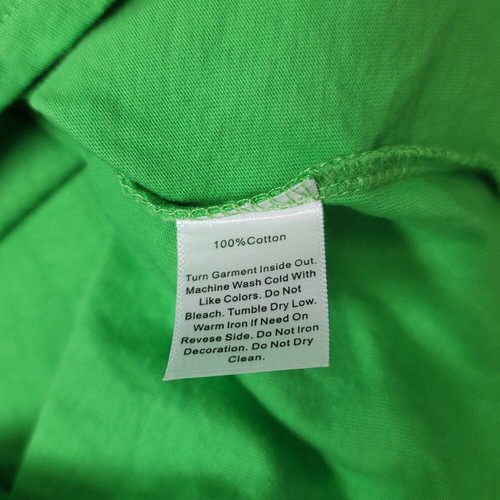 100%Cotton
Turn Garment Inside Out.
Machine Wash Cold With
Like Colors. Do Not
Bleach. Tumble Dry Low.
Warm Iron If Need On
Revese Side. Do Not Iron
Decoration. Do Not Dry
Clean.